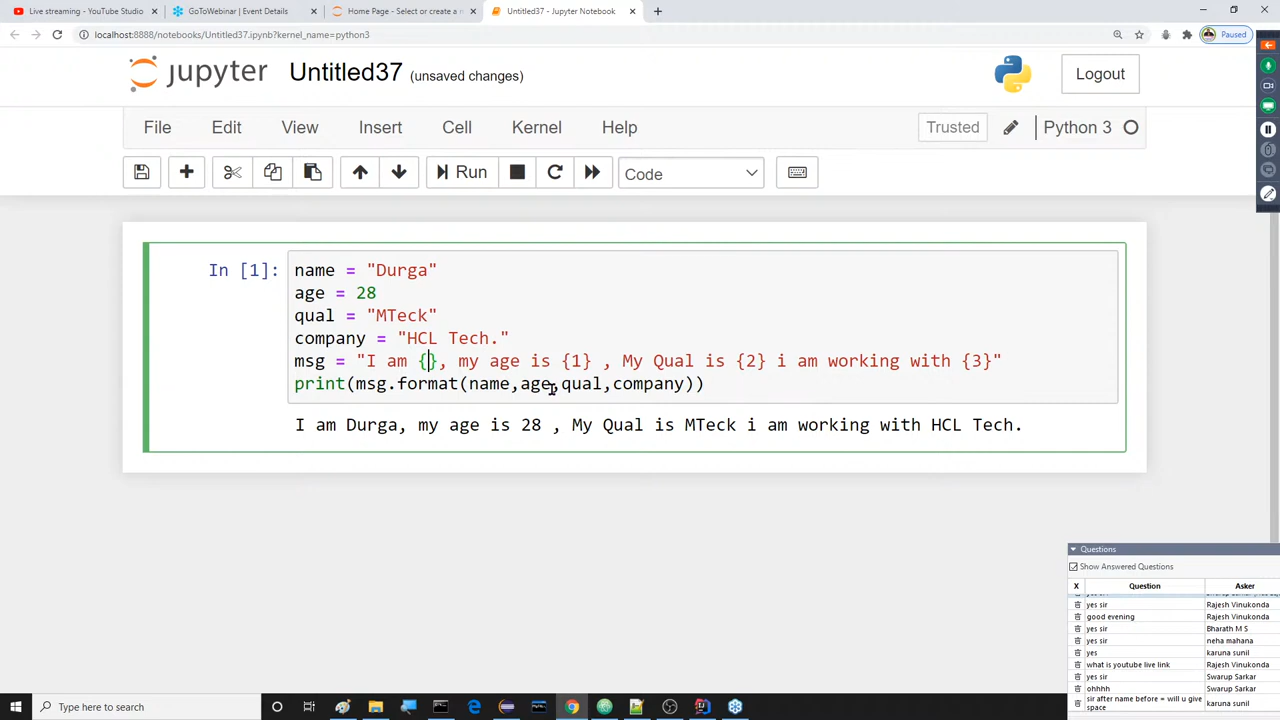 Live streaming - YouTube Studio
GoToWebinar | Event Details
Home Page - Select or create a n
Untitled37 - Jupyter Notebook
localhost:8888/notebooks/Untitled37.ipynb?kernel_name=python3
Paused
jupyter Untitled37 (unsaved changes)
Logout
File Edit View Insert Cell Kernel Help
Trusted
Python 3
Run
Code
In [1]:
name = "Durga"
age = 28
qual = "MTeck"
company = "HCL Tech."
msg = "I am {}, my age is {1} , My Qual is {2} i am working with {3}"
print(msg.format(name,age,qual,company))
I am Durga, my age is 28 , My Qual is MTeck i am working with HCL Tech.
Questions
Show Answered Questions
X Question Asker
yes sir Rajesh Vinukonda
good evening Rajesh Vinukonda
yes sir Bharath M S
yes sir neha mahana
yes karuna sunil
what is youtube live link Rajesh Vinukonda
yes sir Swarup Sarkar
ohhhh Swarup Sarkar
sir after name before = will u give karuna sunil
space
Type here to search